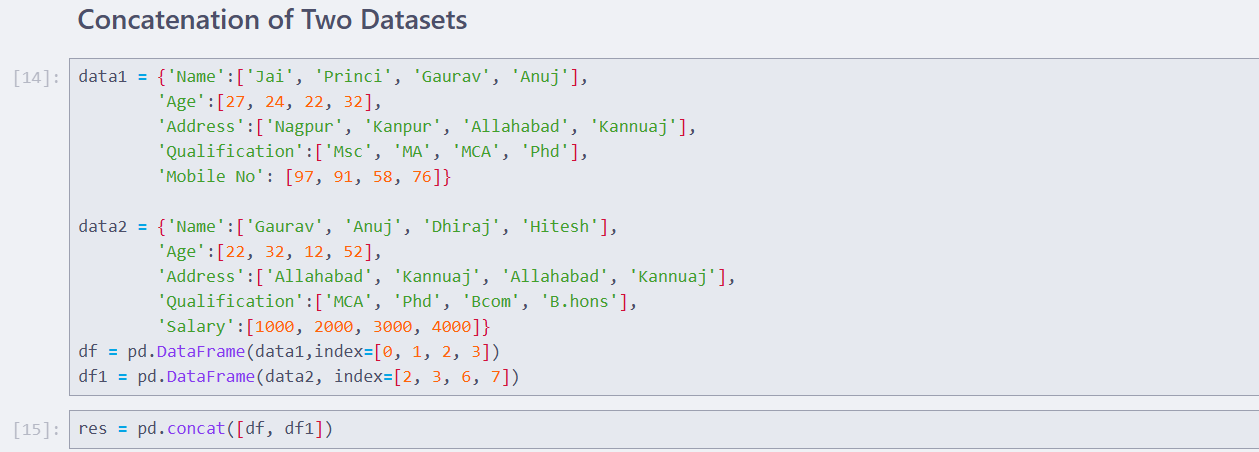 Concatenation of Two Datasets
[14]:
data1 = {'Name':['Jai', 'Princi', 'Gaurav', 'Anuj'],
'Age':[27, 24, 22, 32],
'Address':['Nagpur', 'Kanpur', 'Allahabad', 'Kannuaj'],
'Qualification':['Msc', 'MA', 'MCA', 'Phd'],
'Mobile No': [97, 91, 58, 76]}
data2 = {'Name':['Gaurav', 'Anuj', 'Dhiraj', 'Hitesh'],
'Age':[22, 32, 12, 52],
'Address':['Allahabad', 'Kannuaj', 'Allahabad', 'Kannuaj'],
'Qualification':['MCA', 'Phd', 'Bcom', 'B.hons'],
'Salary':[1000, 2000, 3000, 4000]}
df = pd.DataFrame(data1,index=[0, 1, 2, 3])
df1 = pd.DataFrame(data2, index=[2, 3, 6, 7])
[15]:
res = pd.concat([df, df1])